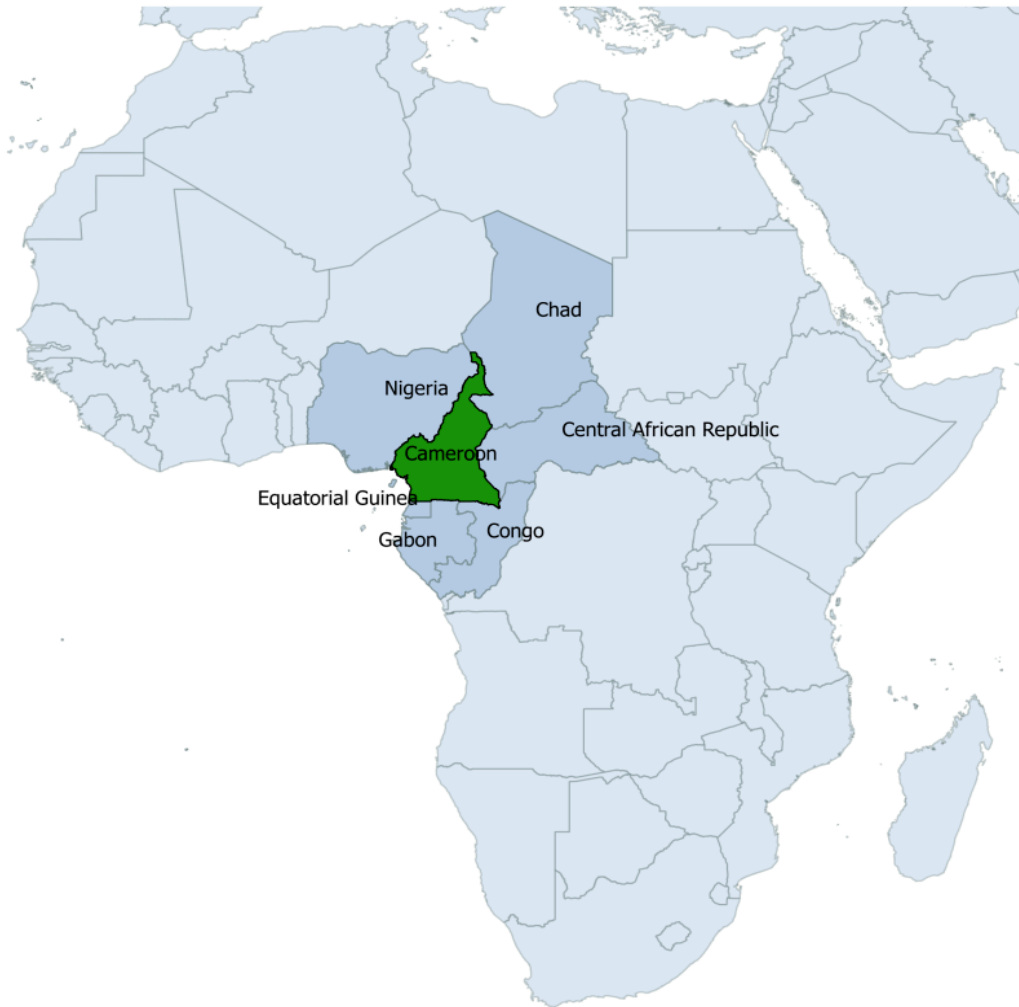 Chad
Nigeria
Central African Republic
Cameroon
Equatorial Guinea
Congo
Gabon